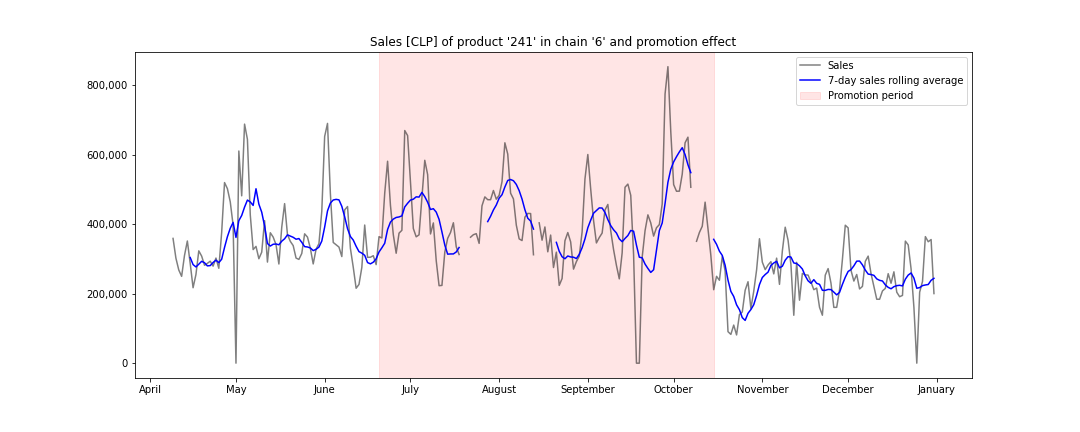 Sales [CLP] of product '241' in chain '6' and promotion effect
Sales
7-day sales rolling average
Promotion period
800,000
600,000
400,000
200,000
0
April May June July August September October November December January